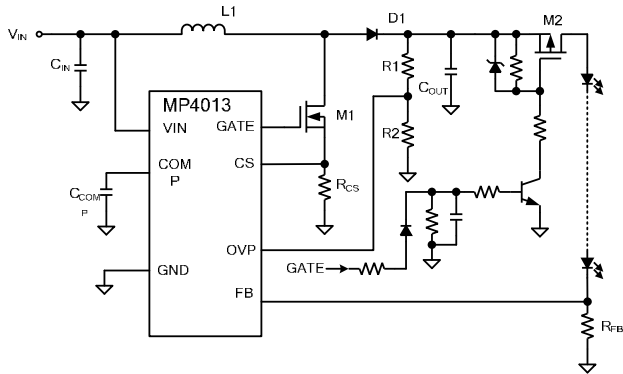 L1
D1
M2
VIN
CIN
R1
COUT
MP4013
VIN
GATE
M1
R2
COM
P
CS
RCS
CCOM
P
OVP
GND
GATE
FB
RFB